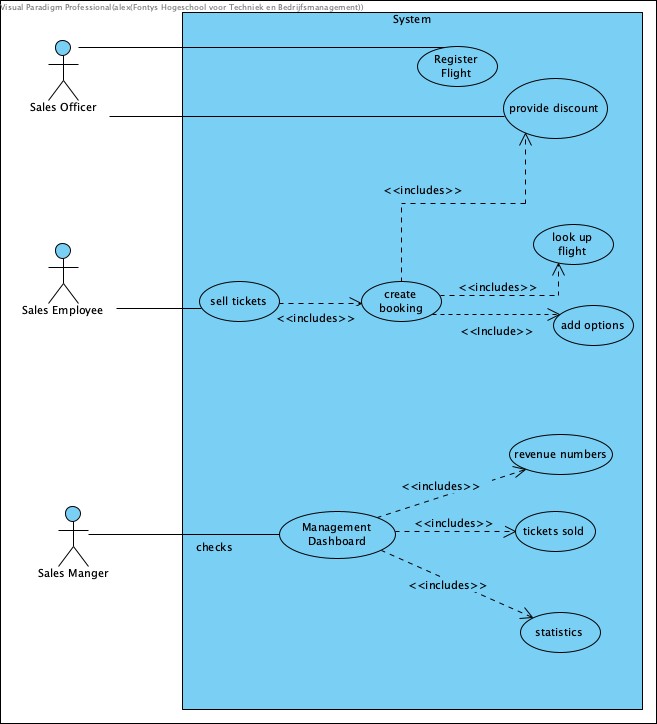 Visual Paradigm Professional(alex(Fontys Hogeschool voor Techniek en Bedrijfsmanagement))
System
Register
Flight
Sales Officer
provide discount
<<includes>>
look up
flight
<<includes>>
sell tickets
create
booking
Sales Employee
<<includes>>
<<Include>>
add options
revenue numbers
<<includes>>
Management
Dashboard
<<includes>>
tickets sold
checks
Sales Manger
<<includes>>
statistics